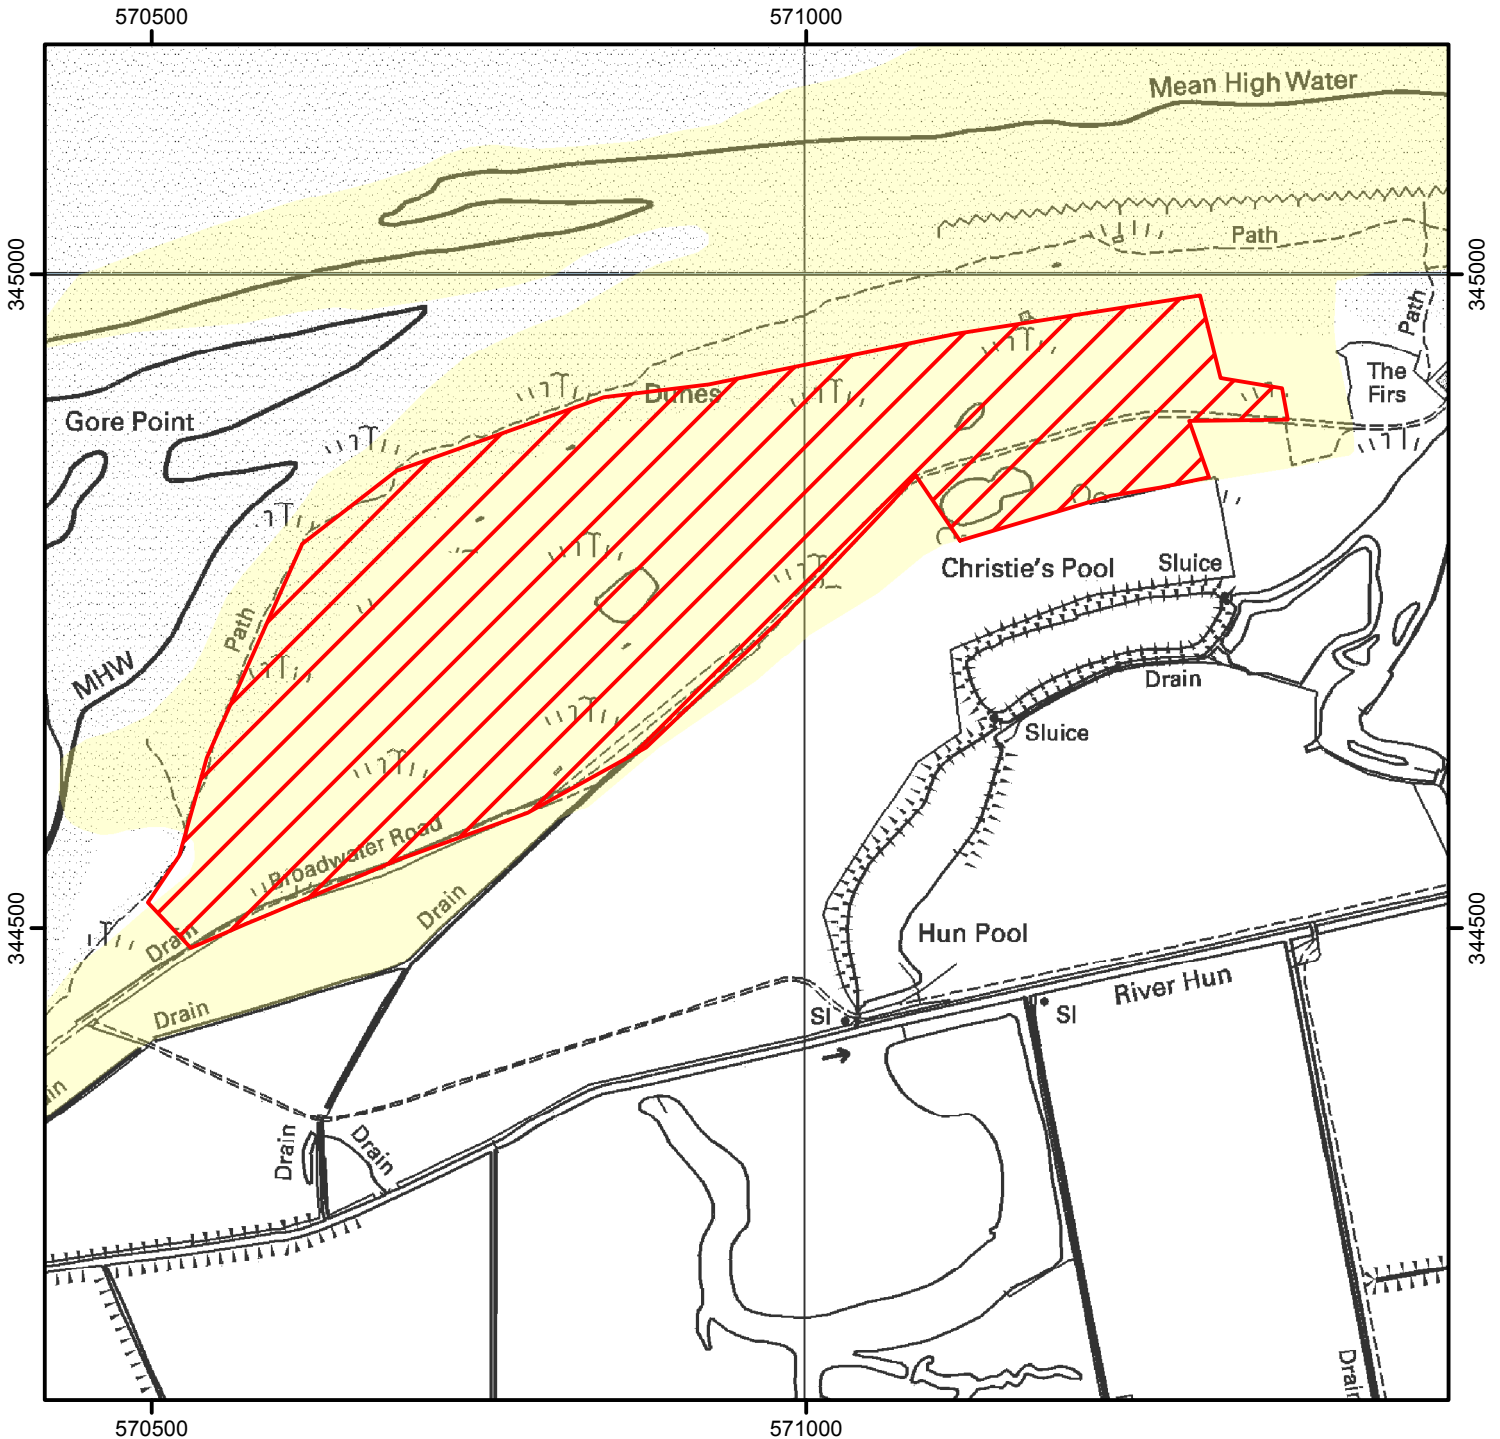 570500
571000
Mean High Water
Path
345000
345000
Path
The
Firs
Dunes
Gore Point
Christie's Pool
Sluice
Path
MHW
Drain
Sluice
Broadwater Road
Drain
344500
344500
Drain
Hun Pool
River Hun
Drain
Sl
Sl
in
Drain
Drain
Drain
570500
571000